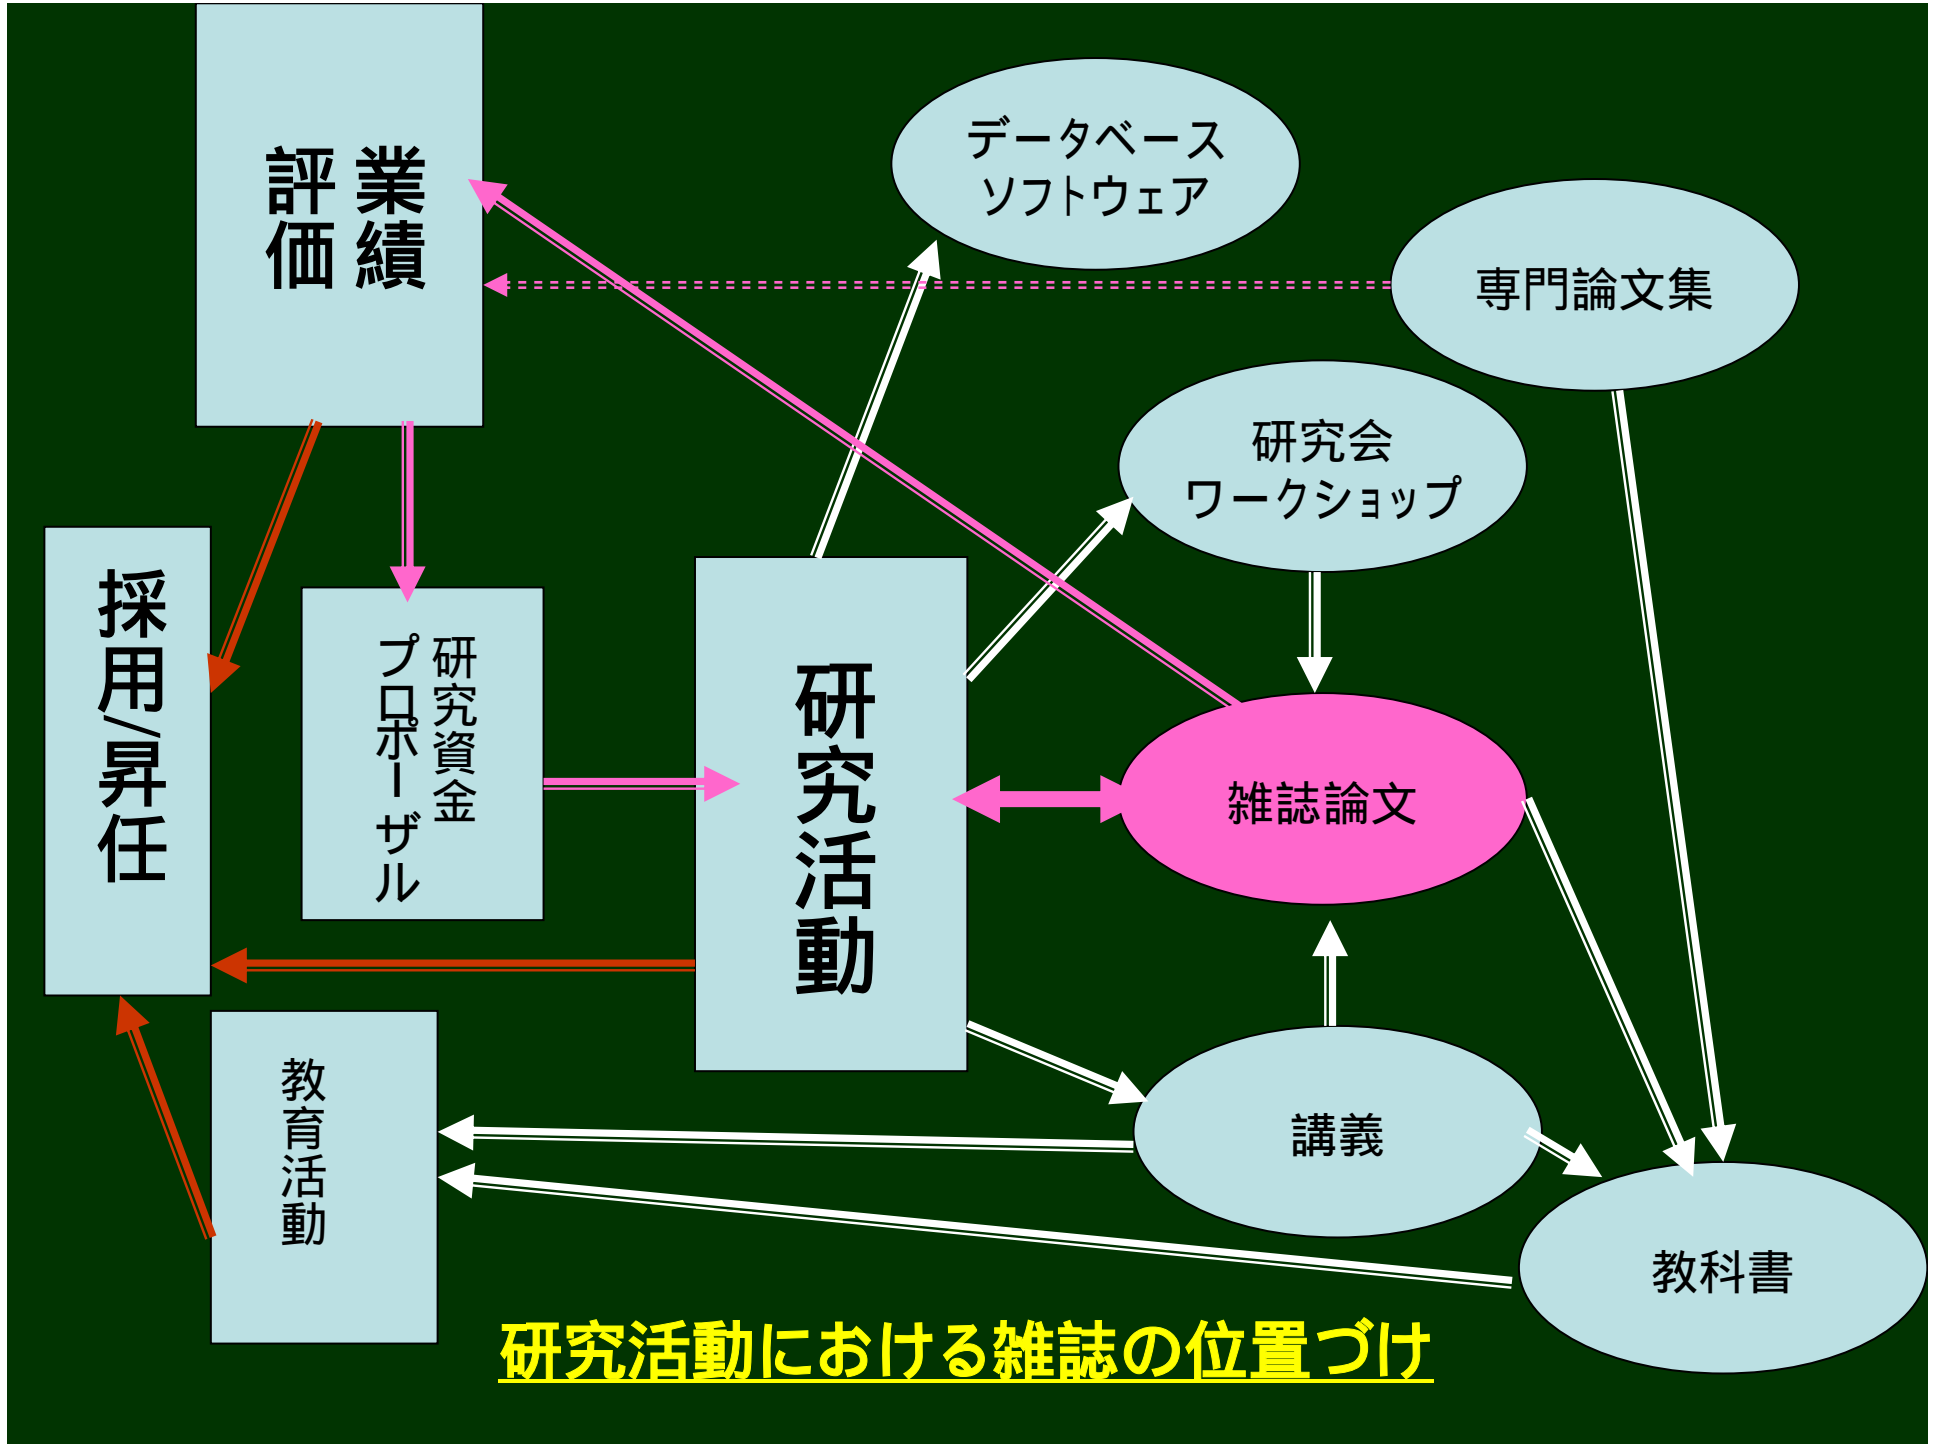 業績
評価
データベース
ソフトウェア
専門論文集
研究会
ワークショップ
採用/昇任
研究資金
プロポーザル
研究活動
雑誌論文
教育活動
講義
教科書
研究活動における雑誌の位置づけ